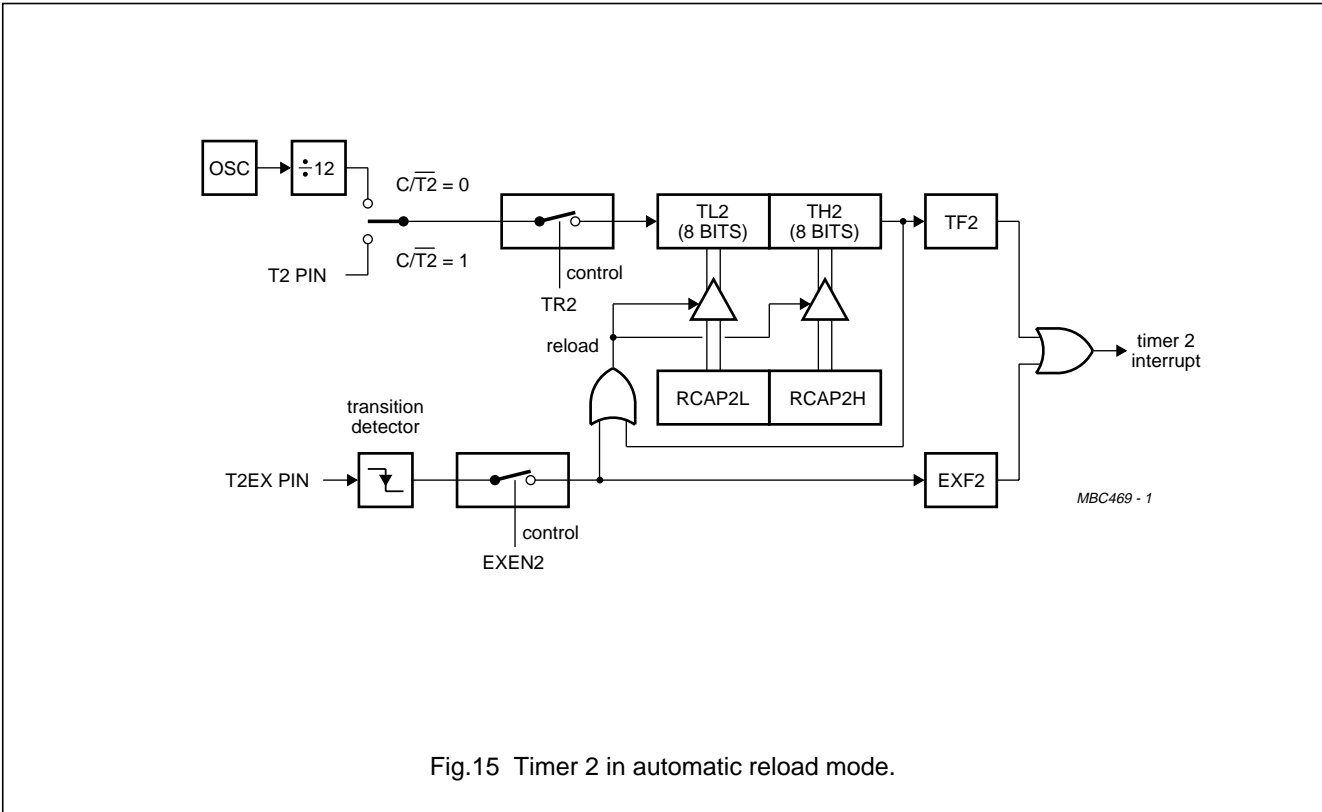 OSC
÷12
C/T2 = 0
C/T2 = 1
T2 PIN
control
TR2
TL2
(8 BITS)
TH2
(8 BITS)
TF2
reload
RCAP2L
RCAP2H
timer 2
interrupt
transition
detector
T2EX PIN
control
EXEN2
EXF2
MBC469 - 1
Fig.15 Timer 2 in automatic reload mode.